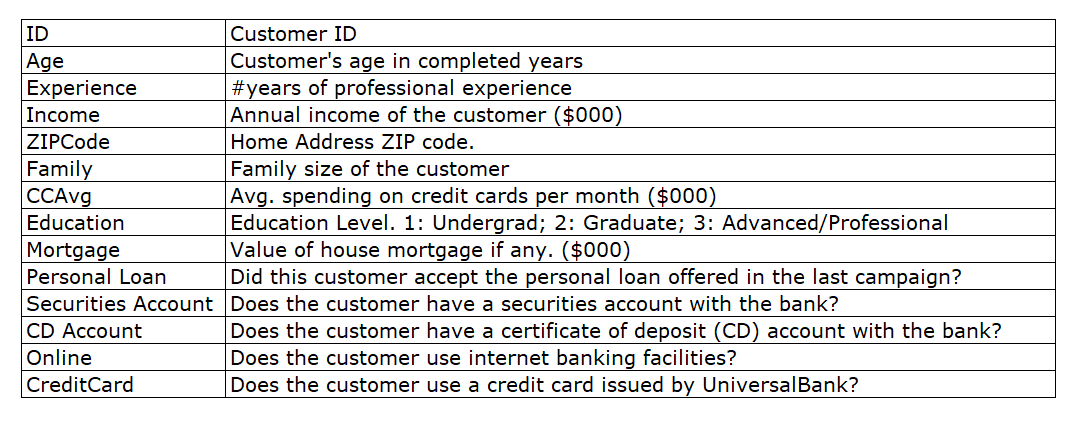 ID Customer ID
Age Customer's age in completed years
Experience #years of professional experience
Income Annual income of the customer ($000)
ZIPCode Home Address ZIP code.
Family Family size of the customer
CCAvg Avg. spending on credit cards per month ($000)
Education Education Level. 1: Undergrad; 2: Graduate; 3: Advanced/Professional
Mortgage Value of house mortgage if any. ($000)
Personal Loan Did this customer accept the personal loan offered in the last campaign?
Securities Account Does the customer have a securities account with the bank?
CD Account Does the customer have a certificate of deposit (CD) account with the bank?
Online Does the customer use internet banking facilities?
CreditCard Does the customer use a credit card issued by UniversalBank?